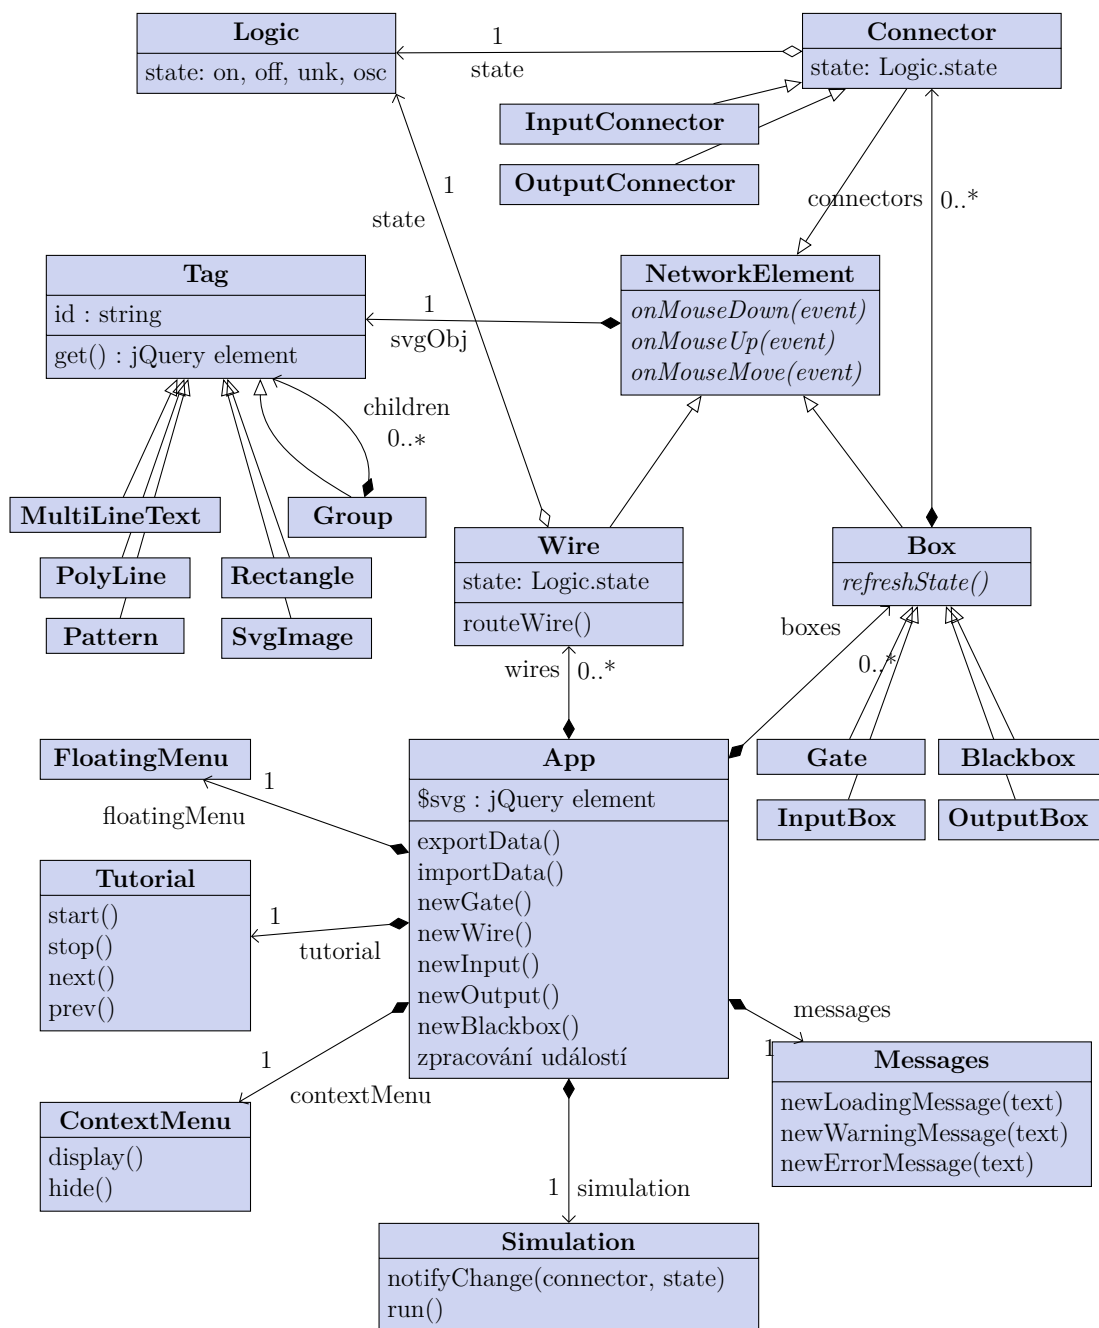 Logic
state: on, off, unk, osc
1
state
Connector
state: Logic.state
InputConnector
OutputConnector
1
state
connectors
0..*
Tag
id : string
get() : jQuery element
1
svgObj
NetworkElement
onMouseDown(event)
onMouseUp(event)
onMouseMove(event)
children
0..*
MultiLineText
Group
PolyLine
Rectangle
Pattern
SvgImage
Wire
state: Logic.state
routeWire()
Box
refreshState()
wires
0..*
boxes
0..*
FloatingMenu
1
floatingMenu
App
$svg : jQuery element
exportData()
importData()
newGate()
newWire()
newInput()
newOutput()
newBlackbox()
zpracování událostí
Gate
Blackbox
InputBox
OutputBox
Tutorial
start()
stop()
next()
prev()
1
tutorial
1
contextMenu
ContextMenu
display()
hide()
messages
1
Messages
newLoadingMessage(text)
newWarningMessage(text)
newErrorMessage(text)
1
simulation
Simulation
notifyChange(connector, state)
run()